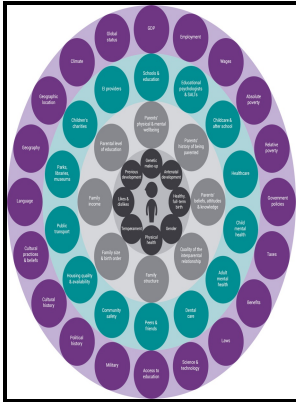 GDP
Employment
Wages
Absolute
poverty
Relative
poverty
Government
policies
Taxes
Benefits
Laws
Science &
technology
Access to
education
Military
Political
history
Cultural
history
Cultural
practices
& beliefs
Language
Geography
Geographic
location
Climate
Global
status
Schools &
education
Educational
psychologists
& SALTs
Childcare &
after school
Healthcare
Child
mental
health
Adult
mental
health
Dental
care
Peers &
friends
Community
safety
Housing quality
& availability
Public
transport
Parks,
libraries,
museums
Children's
charities
EI providers
Parents'
physical & mental
wellbeing
Parents'
history of being
parented
Parents'
beliefs, attitudes
& knowledge
Quality of the
interparental
relationship
Family
structure
Family size
& birth order
Family
income
Parental level
of education
Genetic
make up
Antenatal
development
Healthy,
full-term
birth
Gender
Physical
health
Temperament
Likes &
dislikes
Previous
development